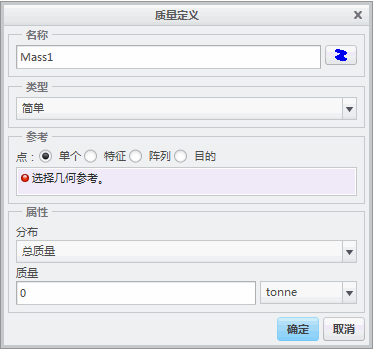 质量定义
名称
Mass1
类型
简单
参考
点： 单个 特征 阵列 目的
选择几何参考。
属性
分布
总质量
质量
0 tonne
确定 取消